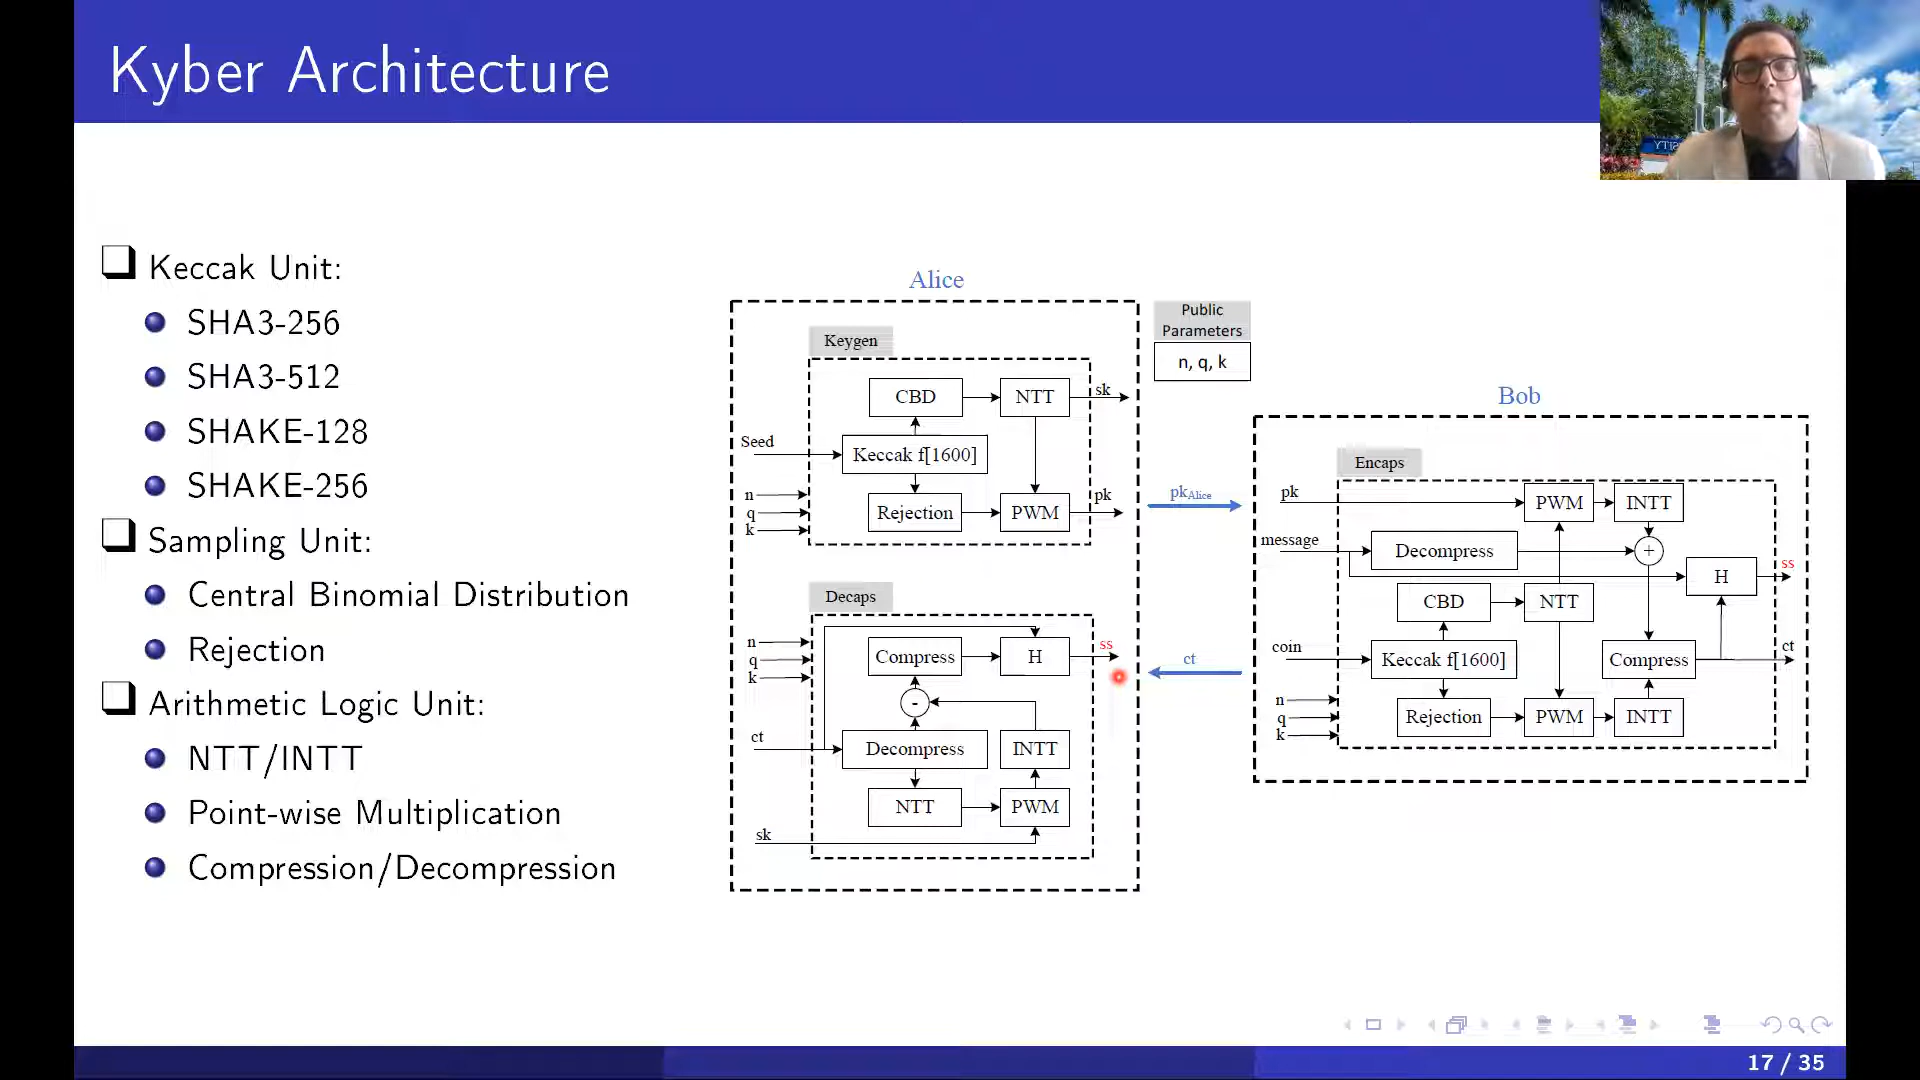 Kyber Architecture
Keccak Unit:
SHA3-256
SHA3-512
SHAKE-128
SHAKE-256
Sampling Unit:
Central Binomial Distribution
Rejection
Arithmetic Logic Unit:
NTT/INTT
Point-wise Multiplication
Compression/Decompression
Alice
Keygen
CBD
NTT
sk
Seed
Keccak f[1600]
n
q
k
Rejection
PWM
pk
Decaps
n
q
k
Compress
H
ss
-
ct
Decompress
INTT
NTT
PWM
sk
Public
Parameters
n, q, k
pkAlice
ct
Bob
Encaps
pk
PWM
INTT
message
Decompress
+
H
ss
CBD
NTT
coin
Keccak f[1600]
Compress
ct
n
q
k
Rejection
PWM
INTT
17 / 35